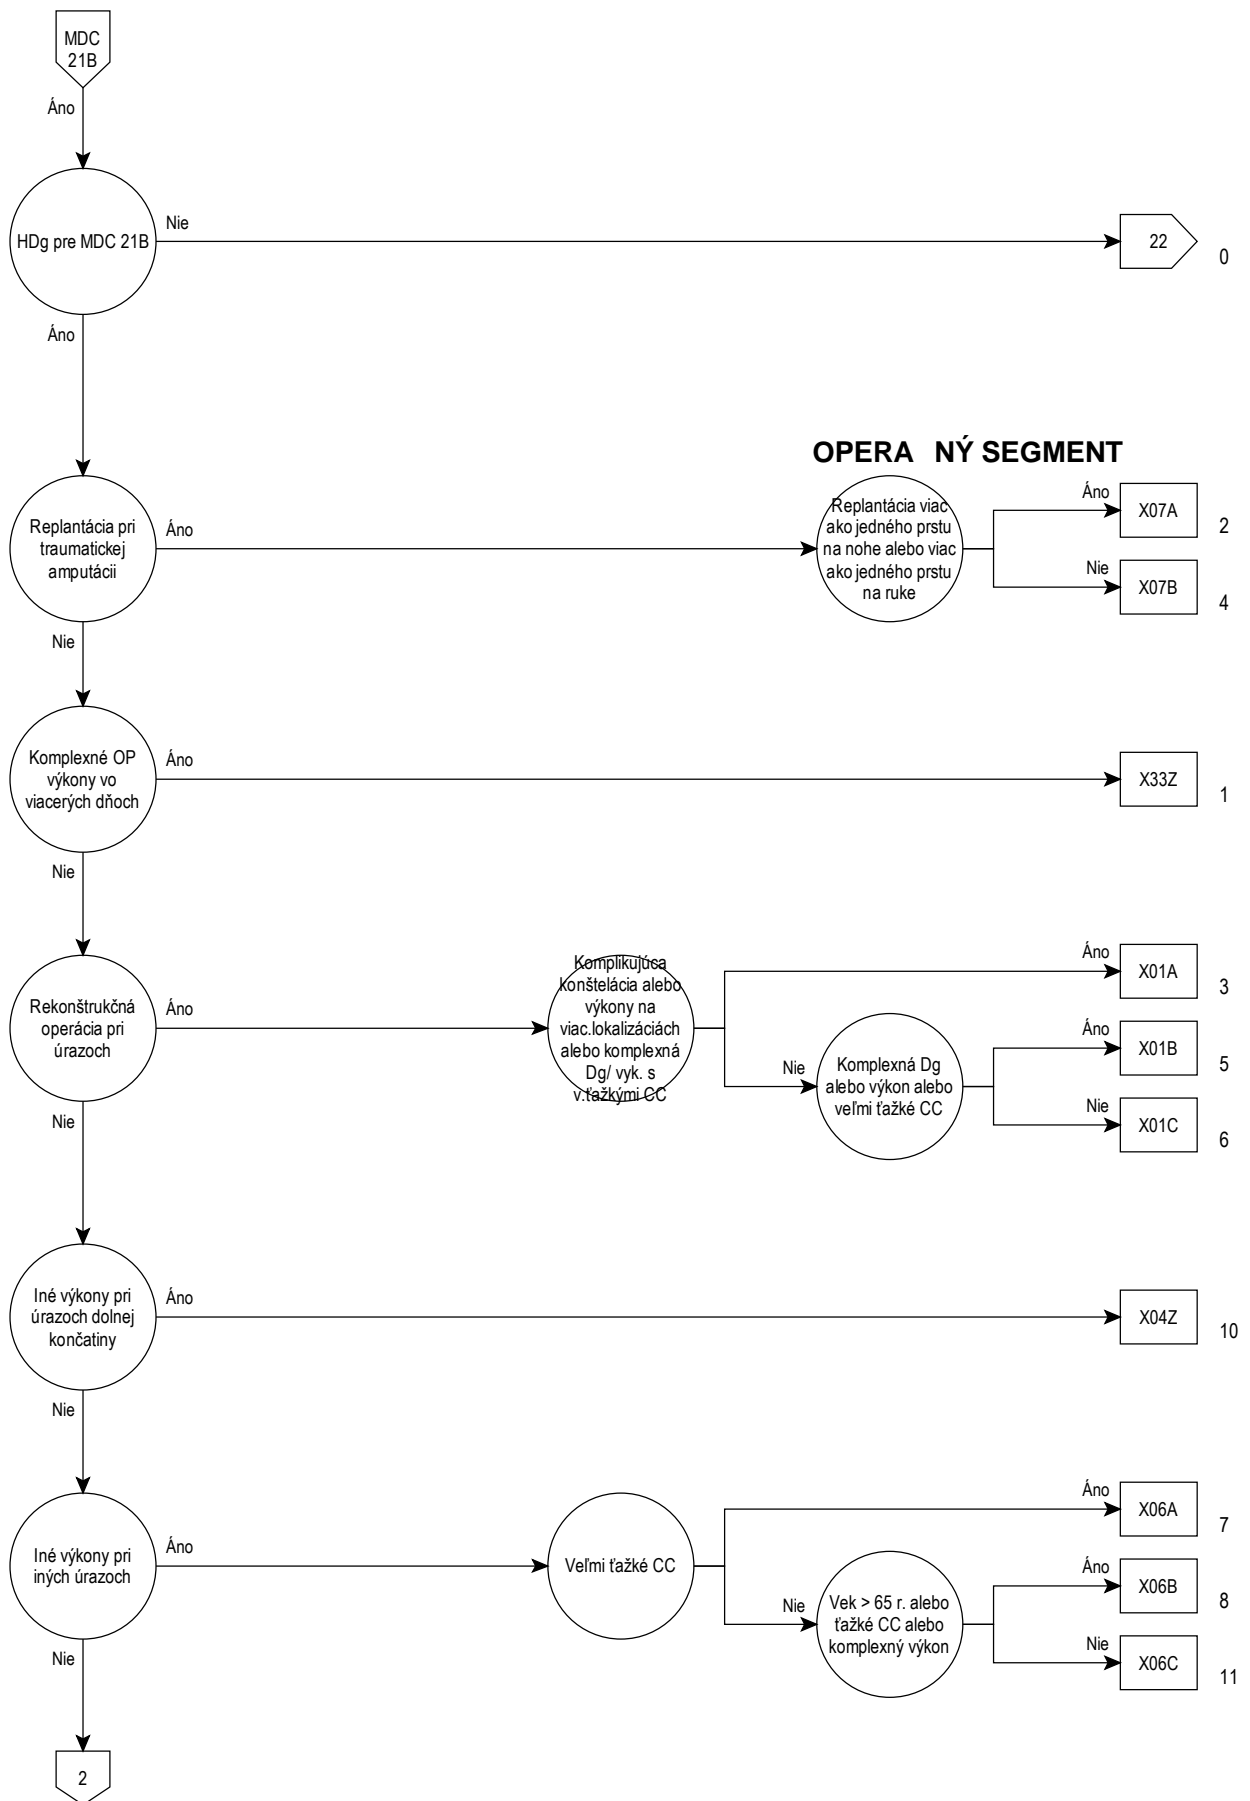 MDC
21B
Áno
HDg pre MDC 21B
Nie
22
0
Áno
OPERA NÝ SEGMENT
Replantácia pri
traumatickej
amputácii
Áno
Replantácia viac
ako jedného prstu
na nohe alebo viac
ako jedného prstu
na ruke
Áno
X07A
2
Nie
X07B
4
Nie
Komplexné OP
výkony vo
viacerých dňoch
Áno
X33Z
1
Nie
Rekonštrukčná
operácia pri
úrazoch
Áno
Komplikujúca
konštelácia alebo
výkony na
viac.lokalizáciách
alebo komplexná
Dg/ vyk. s
v.ťažkými CC
Áno
X01A
3
Nie
Komplexná Dg
alebo výkon alebo
veľmi ťažké CC
Áno
X01B
5
Nie
X01C
6
Nie
Iné výkony pri
úrazoch dolnej
končatiny
Áno
X04Z
10
Nie
Iné výkony pri
iných úrazoch
Áno
Veľmi ťažké CC
Áno
X06A
7
Nie
Vek > 65 r. alebo
ťažké CC alebo
komplexný výkon
Áno
X06B
8
Nie
X06C
11
Nie
2